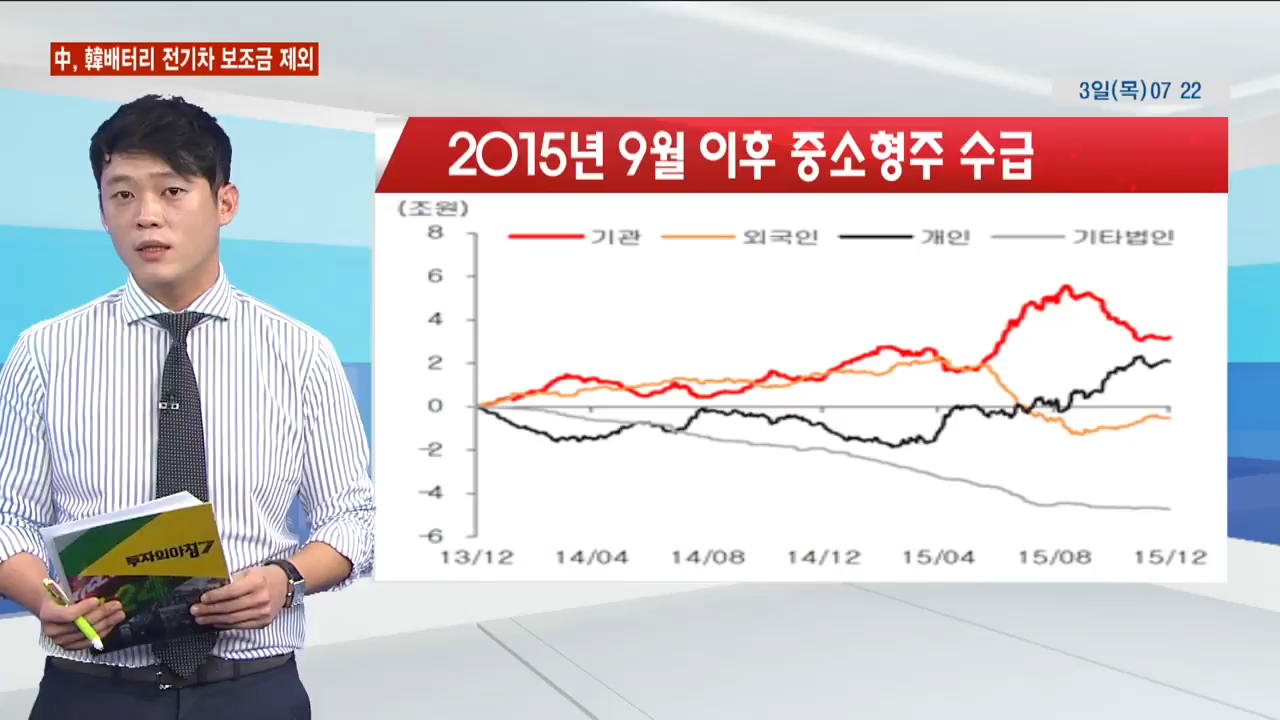 中, 韓배터리 전기차 보조금 제외
3일(목) 07 22
2015년 9월 이후 중소형주 수급
(조원)
기관 외국인 개인 기타법인
8
6
4
2
0
-2
-4
-6
13/12 14/04 14/08 14/12 15/04 15/08 15/12
투자의아침7